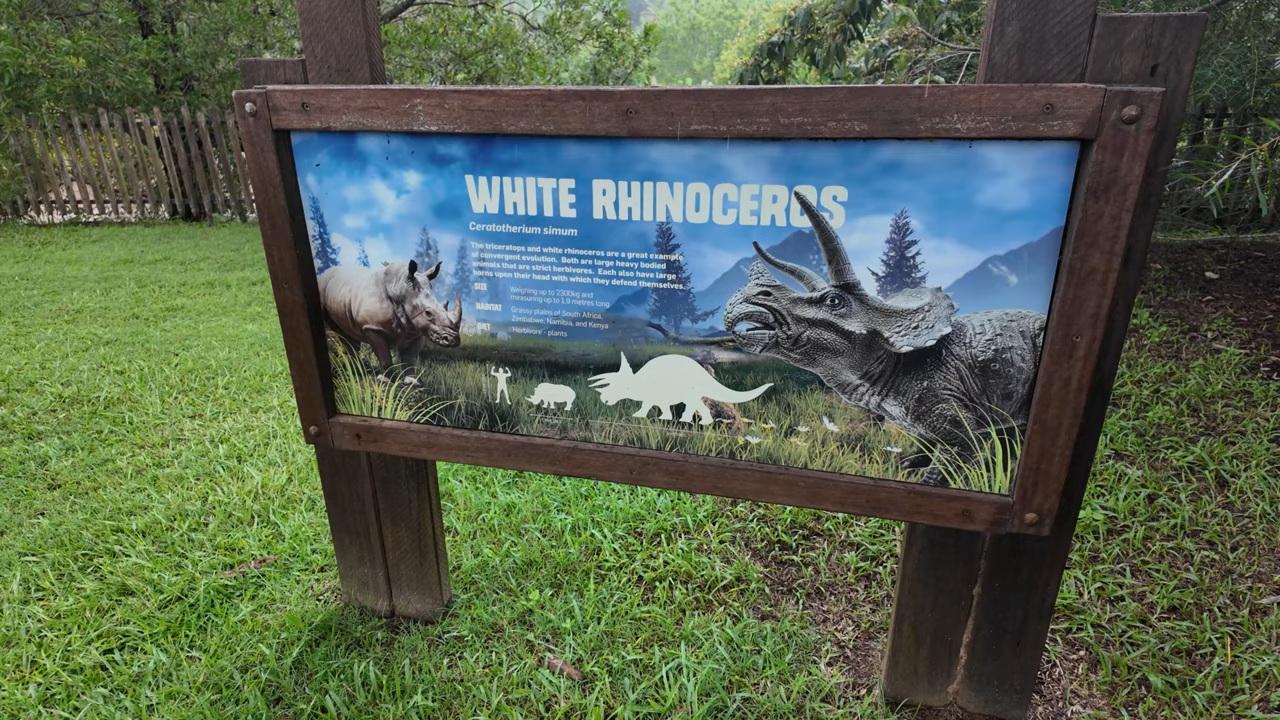 WHITE RHINOCEROS
Ceratotherium simum
The triceratops and white rhinoceros are a great example
of convergent evolution. Both are large heavy bodied
animals that are strict herbivores. Each also have large
horns upon their head with which they defend themselves.
SIZE Weighing up to 2300kg and
measuring up to 1.9 metres long
HABITAT Grassy plains of South Africa,
Zimbabwe, Namibia, and Kenya
DIET Herbivore - plants